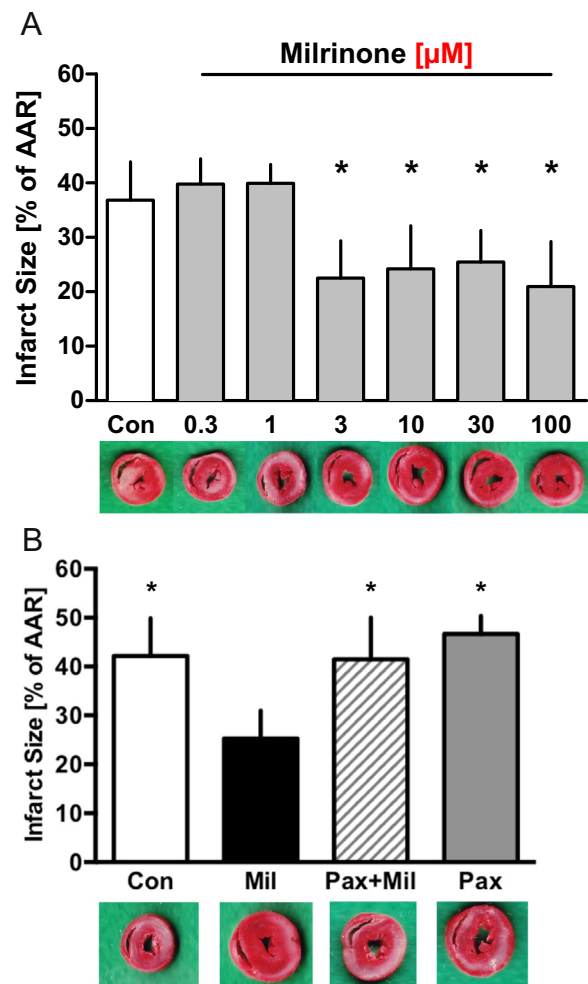 A
Milrinone [µM]
Infarct Size [% of AAR]
60
50
40
30
20
10
0
* * * *
Con 0.3 1 3 10 30 100
B
Infarct Size [% of AAR]
60
50
40
30
20
10
0
* * *
Con Mil Pax+Mil Pax